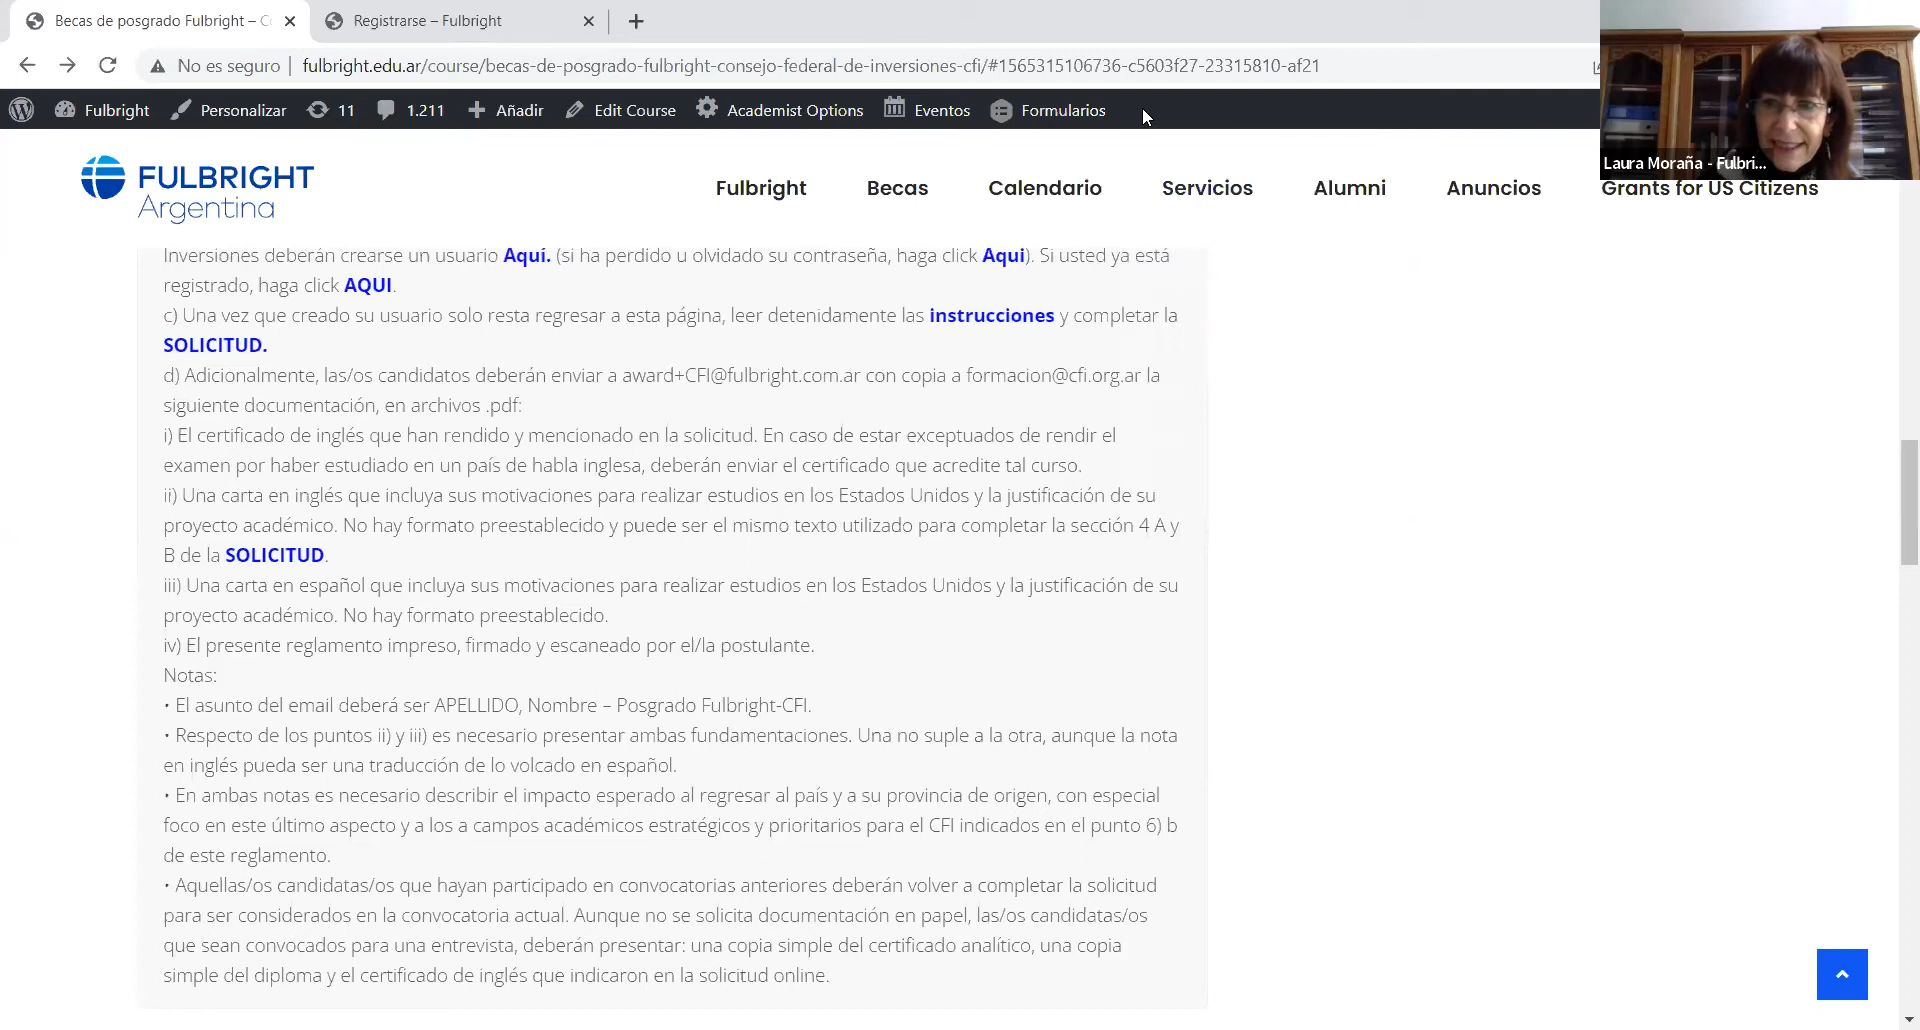 Becas de posgrado Fulbright – C
Registrarse – Fulbright
No es seguro | fulbright.edu.ar/course/becas-de-posgrado-fulbright-consejo-federal-de-inversiones-cfi/#1565315106736-c5603f27-23315810-af21
Fulbright Personalizar 11 1.211 Añadir Edit Course Academist Options Eventos Formularios
Laura Moraña - Fulbri...
FULBRIGHT
Argentina
Fulbright Becas Calendario Servicios Alumni Anuncios Grants for US Citizens
Inversiones deberán crearse un usuario Aquí. (si ha perdido u olvidado su contraseña, haga click Aqui). Si usted ya está
registrado, haga click AQUI.
c) Una vez que creado su usuario solo resta regresar a esta página, leer detenidamente las instrucciones y completar la
SOLICITUD.
d) Adicionalmente, las/os candidatos deberán enviar a award+CFI@fulbright.com.ar con copia a formacion@cfi.org.ar la
siguiente documentación, en archivos .pdf:
i) El certificado de inglés que han rendido y mencionado en la solicitud. En caso de estar exceptuados de rendir el
examen por haber estudiado en un país de habla inglesa, deberán enviar el certificado que acredite tal curso.
ii) Una carta en inglés que incluya sus motivaciones para realizar estudios en los Estados Unidos y la justificación de su
proyecto académico. No hay formato preestablecido y puede ser el mismo texto utilizado para completar la sección 4 A y
B de la SOLICITUD.
iii) Una carta en español que incluya sus motivaciones para realizar estudios en los Estados Unidos y la justificación de su
proyecto académico. No hay formato preestablecido.
iv) El presente reglamento impreso, firmado y escaneado por el/la postulante.
Notas:
• El asunto del email deberá ser APELLIDO, Nombre – Posgrado Fulbright-CFI.
• Respecto de los puntos ii) y iii) es necesario presentar ambas fundamentaciones. Una no suple a la otra, aunque la nota
en inglés pueda ser una traducción de lo volcado en español.
• En ambas notas es necesario describir el impacto esperado al regresar al país y a su provincia de origen, con especial
foco en este último aspecto y a los a campos académicos estratégicos y prioritarios para el CFI indicados en el punto 6) b
de este reglamento.
• Aquellas/os candidatas/os que hayan participado en convocatorias anteriores deberán volver a completar la solicitud
para ser considerados en la convocatoria actual. Aunque no se solicita documentación en papel, las/os candidatas/os
que sean convocados para una entrevista, deberán presentar: una copia simple del certificado analítico, una copia
simple del diploma y el certificado de inglés que indicaron en la solicitud online.